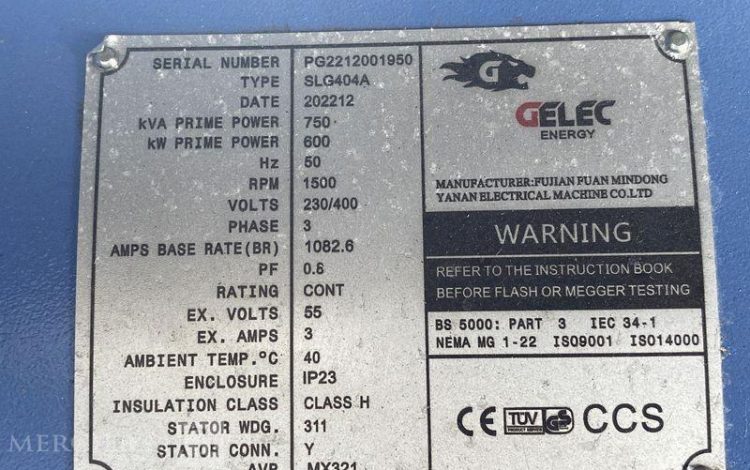 SERIAL NUMBER PG2212001950
TYPE SLG404A
DATE 202212
kVA PRIME POWER 750
kW PRIME POWER 600
Hz 50
RPM 1500
VOLTS 230/400
PHASE 3
AMPS BASE RATE(BR) 1082.6
PF 0.8
RATING CONT
EX. VOLTS 55
EX. AMPS 3
AMBIENT TEMP.ºC 40
ENCLOSURE IP23
INSULATION CLASS CLASS H
STATOR WDG. 311
STATOR CONN. Y
AVR MX321
G
GELEC
ENERGY
MANUFACTURER:FUJIAN FUAN MINDONG
YANAN ELECTRICAL MACHINE CO.LTD
WARNING
REFER TO THE INSTRUCTION BOOK
BEFORE FLASH OR MEGGER TESTING
BS 5000: PART 3 IEC 34-1
NEMA MG 1-22 ISO9001 ISO14000
CE TÜV GS CCS